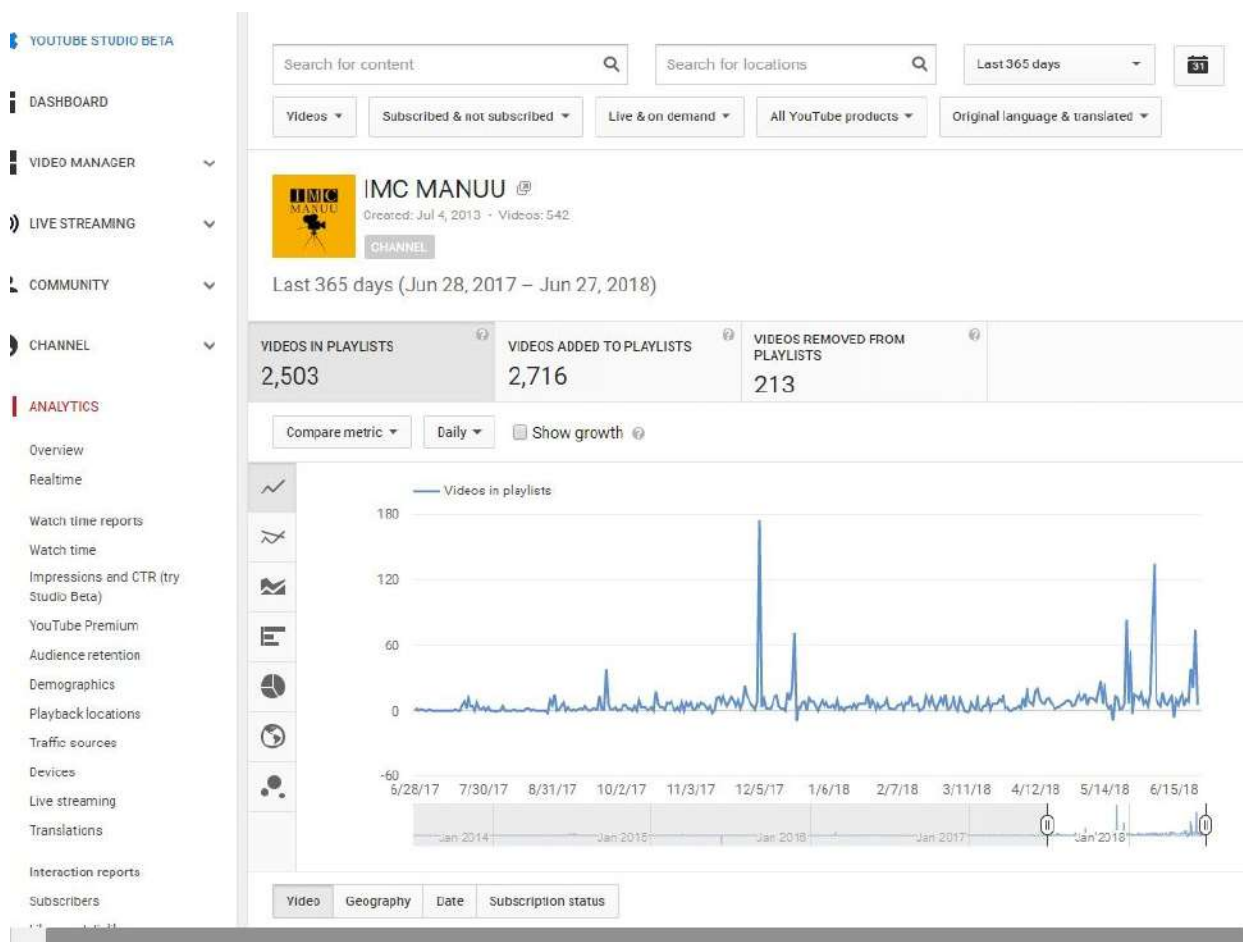 YOUTUBE STUDIO BETA
DASHBOARD
VIDEO MANAGER
LIVE STREAMING
COMMUNITY
CHANNEL
ANALYTICS
Overview
Realtime
Watch time reports
Watch time
Impressions and CTR (try
Studio Beta)
YouTube Premium
Audience retention
Demographics
Playback locations
Traffic sources
Devices
Live streaming
Translations
Interaction reports
Subscribers
Search for content
Search for locations
Last 365 days
31
Videos
Subscribed & not subscribed
Live & on demand
All YouTube products
Original language & translated
IMC
MANUU
IMC MANUU
Created: Jul 4, 2013 • Videos: 542
CHANNEL
Last 365 days (Jun 28, 2017 – Jun 27, 2018)
VIDEOS IN PLAYLISTS
2,503
VIDEOS ADDED TO PLAYLISTS
2,716
VIDEOS REMOVED FROM
PLAYLISTS
213
Compare metric
Daily
Show growth
Videos in playlists
180
120
60
0
-60
6/28/17 7/30/17 8/31/17 10/2/17 11/3/17 12/5/17 1/6/18 2/7/18 3/11/18 4/12/18 5/14/18 6/15/18
Jan 2014 Jan 2015 Jan 2016 Jan 2017 Jan 2018
Video Geography Date Subscription status